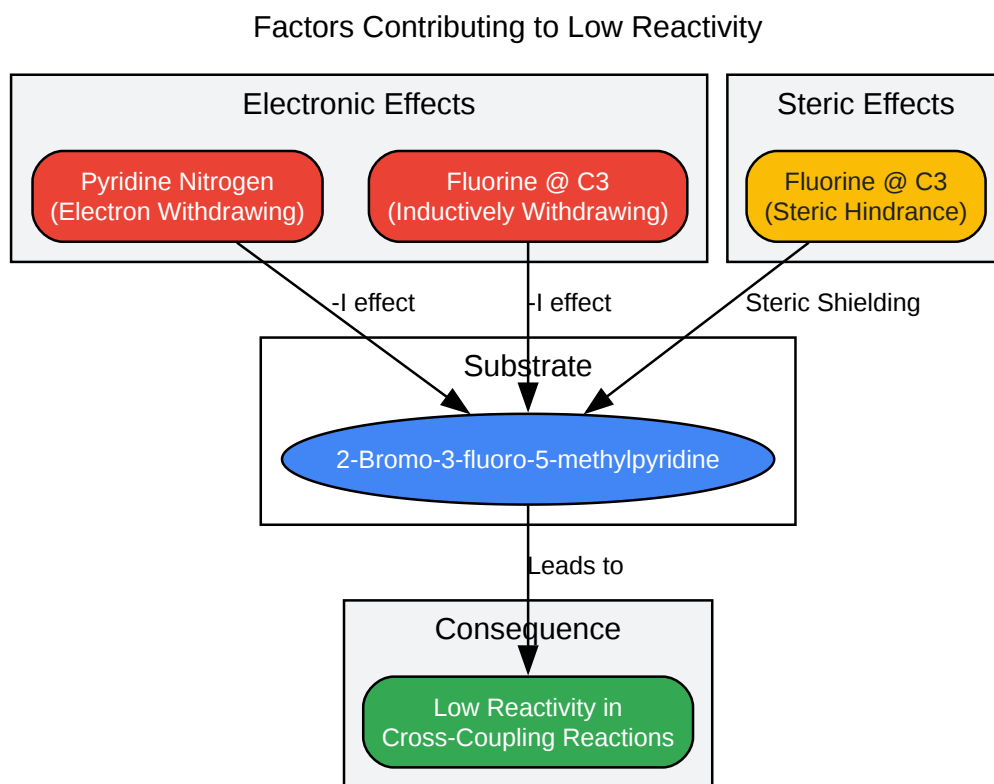 Factors Contributing to Low Reactivity
Electronic Effects
Steric Effects
Pyridine Nitrogen
(Electron Withdrawing)
Fluorine @ C3
(Inductively Withdrawing)
Fluorine @ C3
(Steric Hindrance)
-I effect
-I effect
Steric Shielding
Substrate
2-Bromo-3-fluoro-5-methylpyridine
Leads to
Consequence
Low Reactivity in
Cross-Coupling Reactions